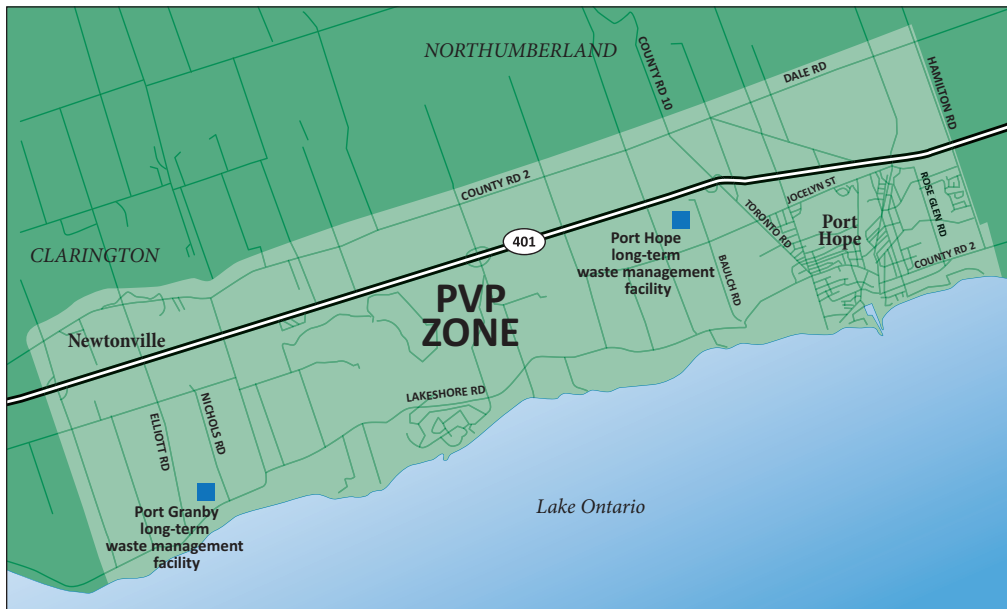 NORTHUMBERLAND
COUNTY RD 10
DALE RD
HAMILTON RD
COUNTY RD 2
JOCELYN ST
ROSE GLEN RD
TORONTO RD
Port
Hope
401
Port Hope
long-term
waste management
facility
CLARINGTON
BAULCH RD
COUNTY RD 2
PVP
ZONE
Newtonville
LAKESHORE RD
ELLIOTT RD
NICHOLS RD
Port Granby
long-term
waste management
facility
Lake Ontario